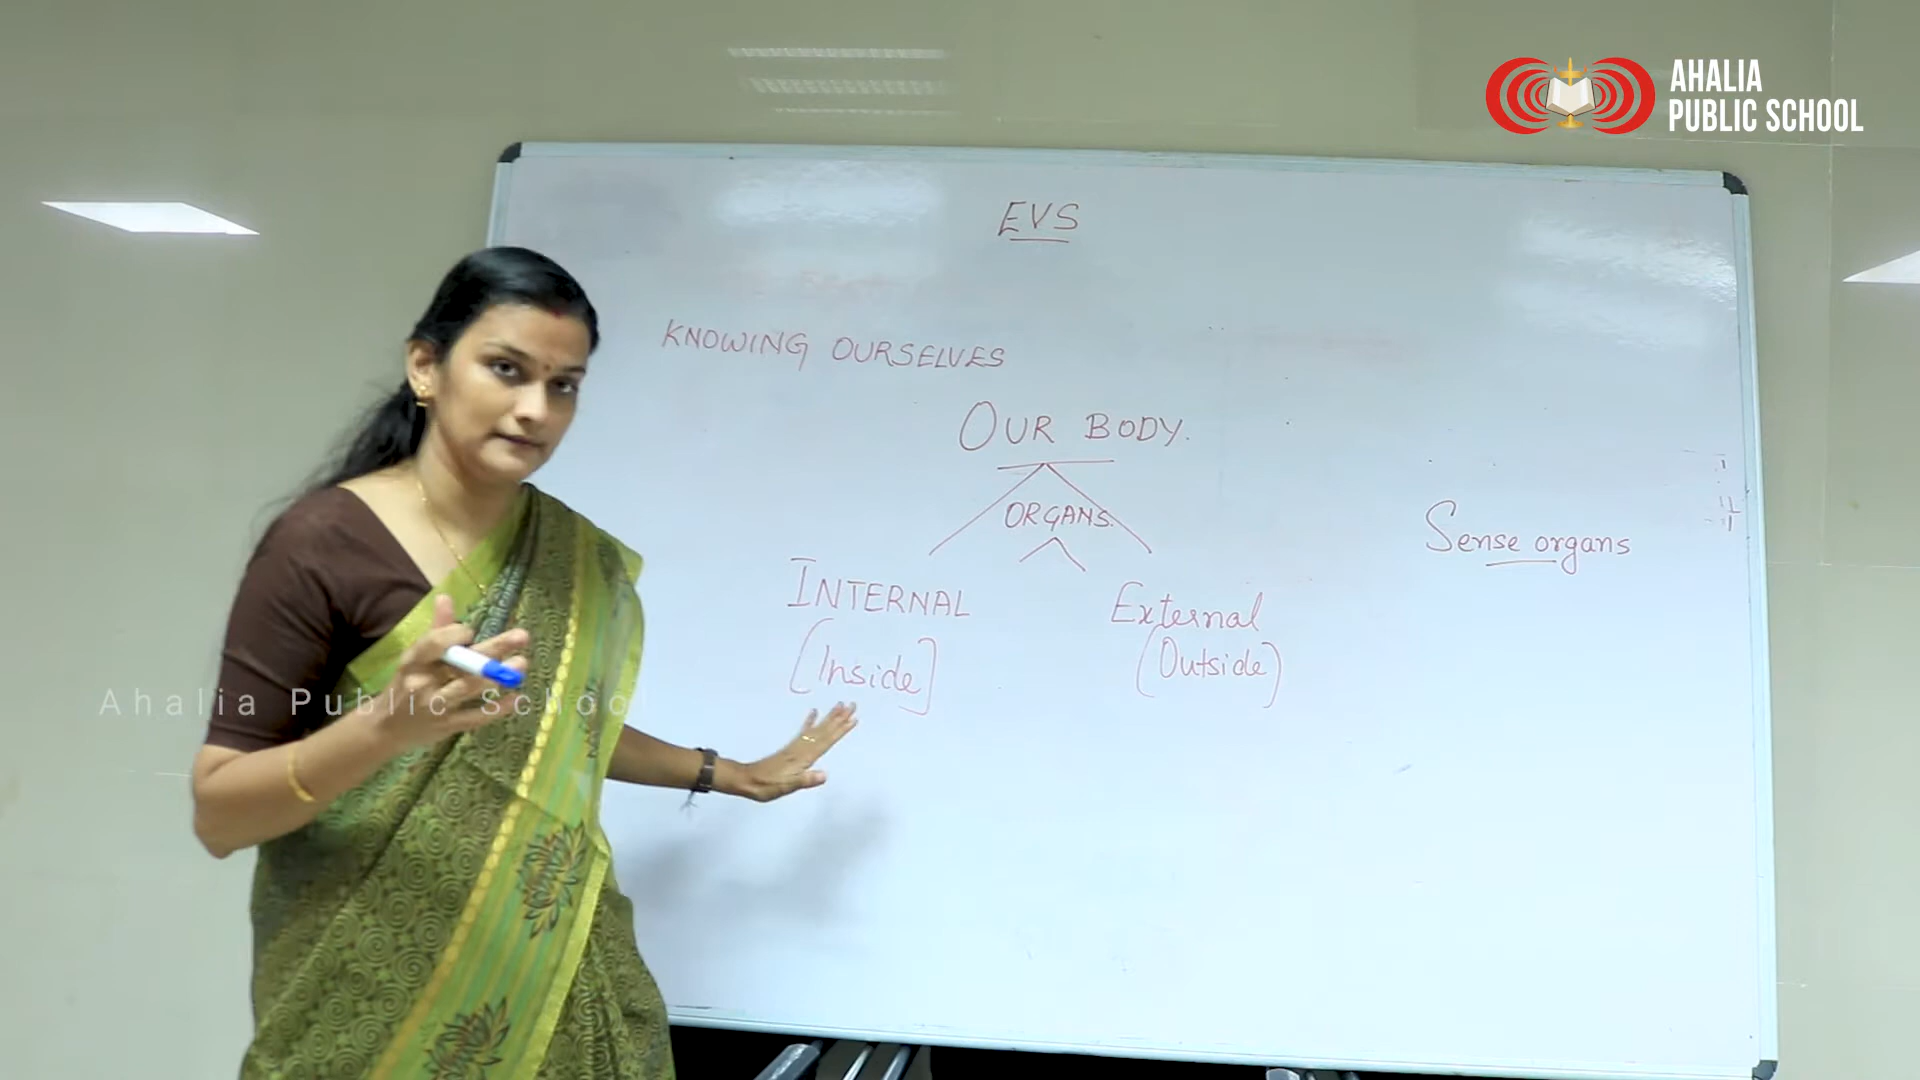 AHALIA
PUBLIC SCHOOL
EVS
KNOWING OURSELVES
OUR BODY.
ORGANS.
Sense organs
INTERNAL
External
[Inside]
(Outside)
Ahalia Public School